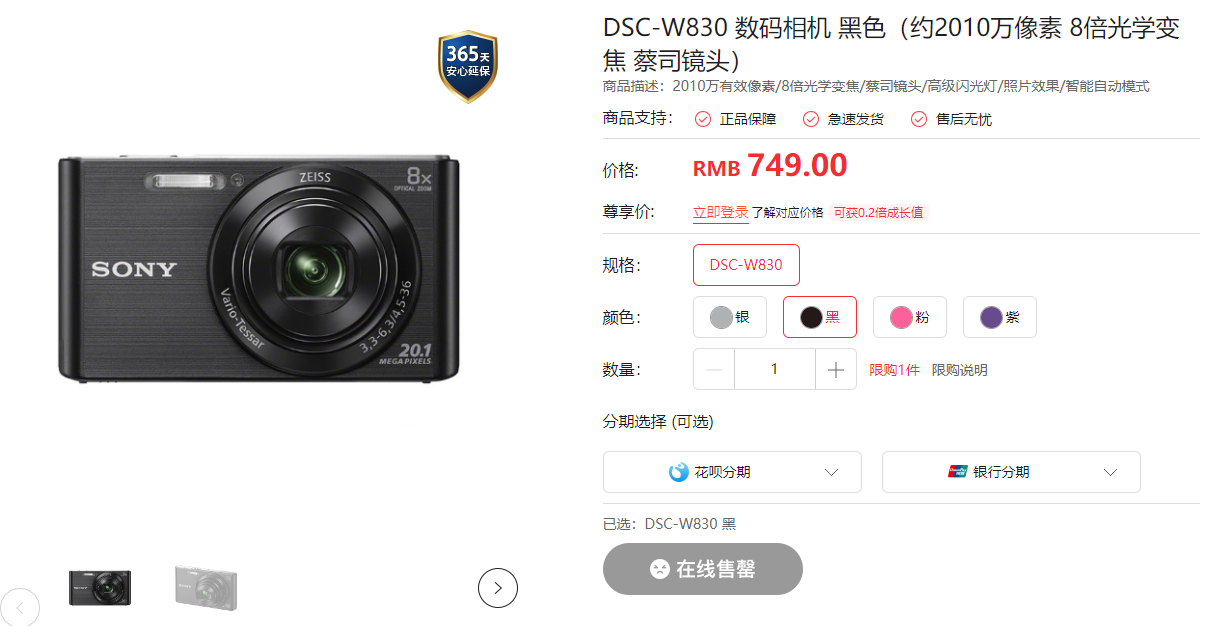 365天
安心延保
ZEISS
8x
OPTICAL ZOOM
SONY
Vario-Tessar
3,3-6,3/4,5-36
20.1
MEGA PIXELS
DSC-W830 数码相机 黑色（约2010万像素 8倍光学变
焦 蔡司镜头）
商品描述：2010万有效像素/8倍光学变焦/蔡司镜头/高级闪光灯/照片效果/智能自动模式
商品支持： 正品保障 急速发货 售后无忧
价格: RMB 749.00
尊享价: 立即登录 了解对应价格 可获0.2倍成长值
规格: DSC-W830
颜色: 银 黑 粉 紫
数量: 1 限购1件 限购说明
分期选择 (可选)
花呗分期 银行分期
已选：DSC-W830 黑
在线售罄